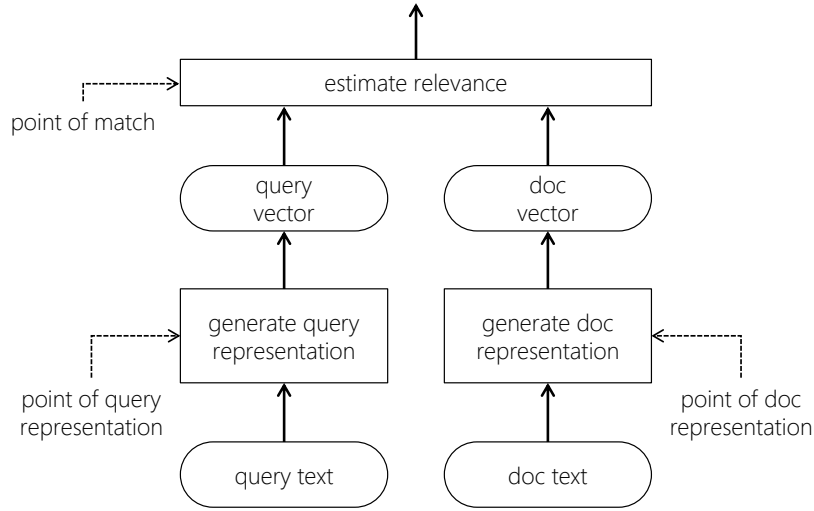 estimate relevance
point of match
query
vector
doc
vector
generate query
representation
generate doc
representation
point of query
representation
point of doc
representation
query text
doc text